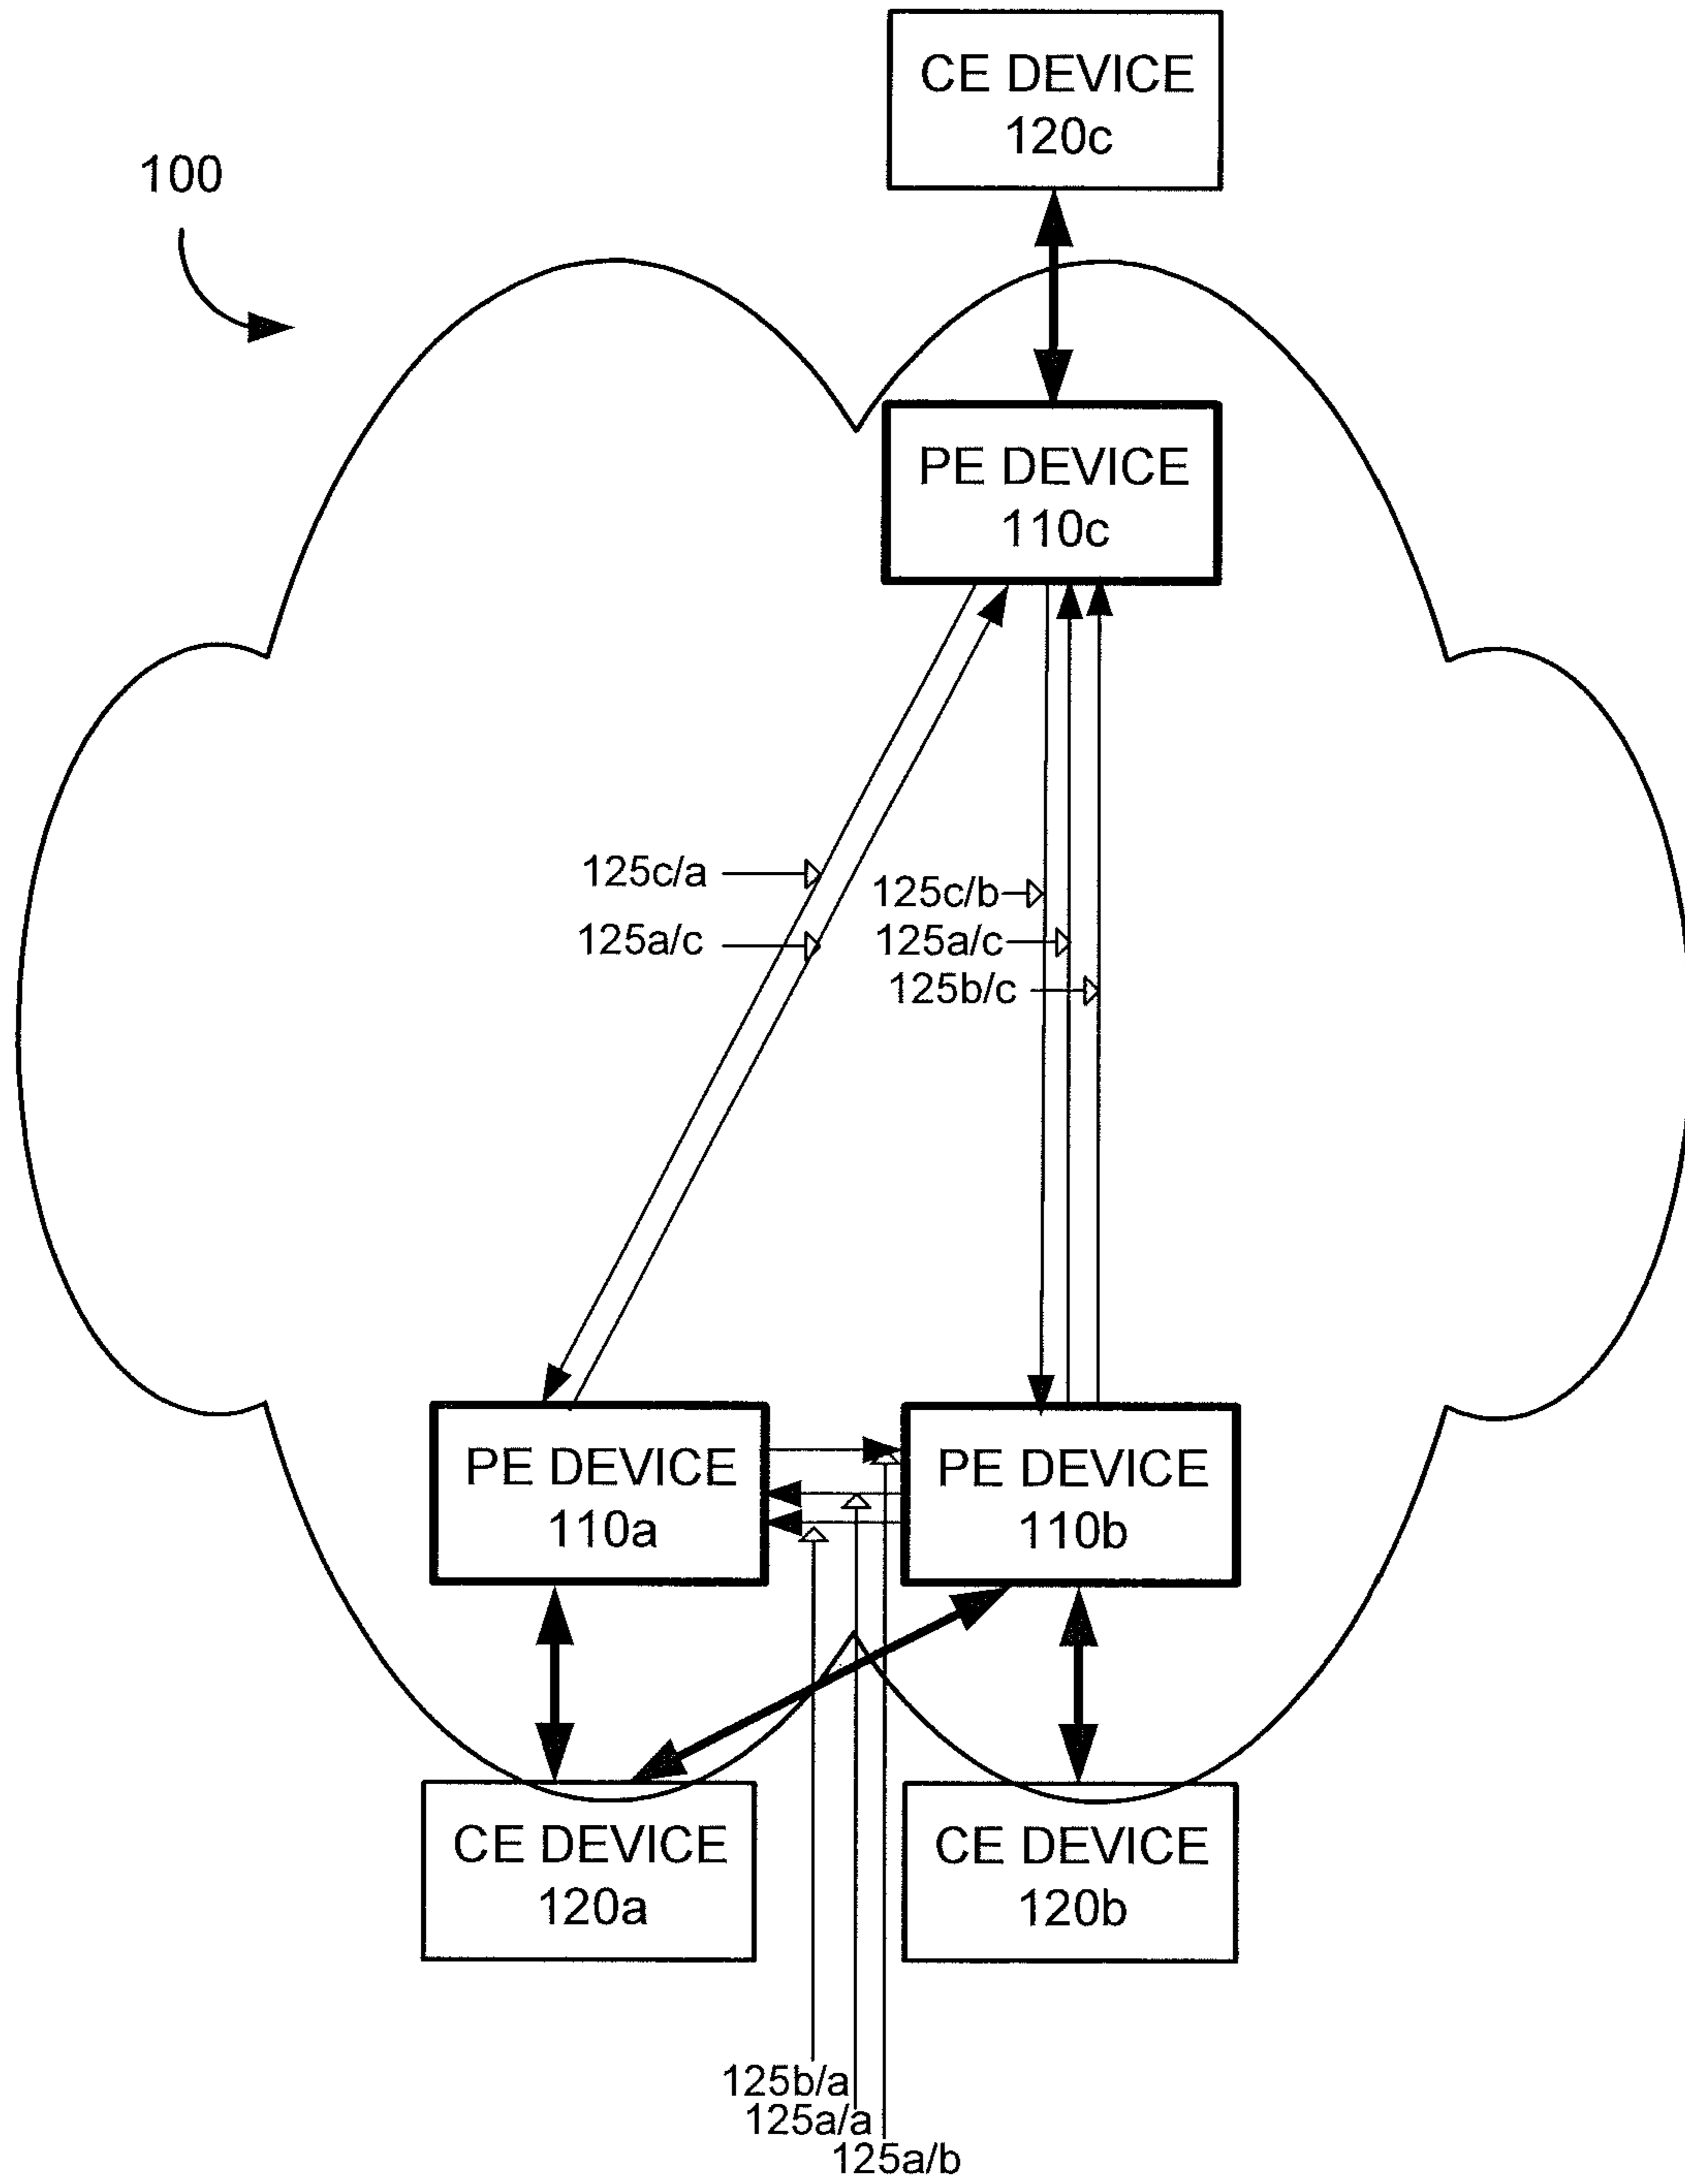 CE DEVICE
120c
100
PE DEVICE
110c
125c/a
125c/b
125a/c
125a/c
125b/c
PE DEVICE
110a
PE DEVICE
110b
CE DEVICE
120a
CE DEVICE
120b
125b/a
125a/a
125a/b